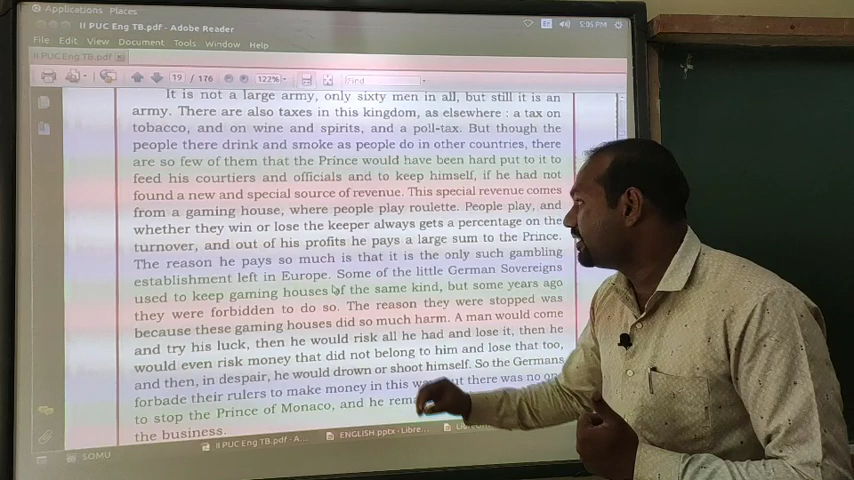 Applications Places
En 5:05 PM
II PUC Eng TB.pdf - Adobe Reader
File Edit View Document Tools Window Help
II PUC Eng TB.pdf
19 / 176 122% Find
It is not a large army, only sixty men in all, but still it is an
army. There are also taxes in this kingdom, as elsewhere : a tax on
tobacco, and on wine and spirits, and a poll-tax. But though the
people there drink and smoke as people do in other countries, there
are so few of them that the Prince would have been hard put to it to
feed his courtiers and officials and to keep himself, if he had not
found a new and special source of revenue. This special revenue comes
from a gaming house, where people play roulette. People play, and
whether they win or lose the keeper always gets a percentage on the
turnover, and out of his profits he pays a large sum to the Prince.
The reason he pays so much is that it is the only such gambling
establishment left in Europe. Some of the little German Sovereigns
used to keep gaming houses of the same kind, but some years ago
they were forbidden to do so. The reason they were stopped was
because these gaming houses did so much harm. A man would come
and try his luck, then he would risk all he had and lose it, then he
would even risk money that did not belong to him and lose that too,
and then, in despair, he would drown or shoot himself. So the Germans
forbade their rulers to make money in this but there was no one
to stop the Prince of Monaco, and he
the business.
SOMU II PUC Eng TB.pdf - A... ENGLISH.pptx - Libre...